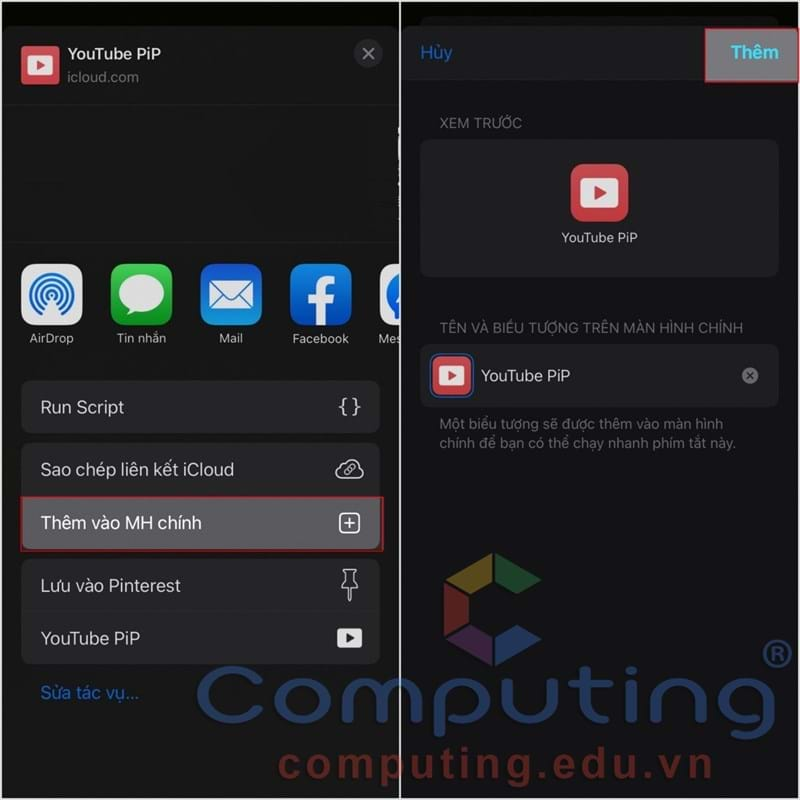 YouTube PiP
icloud.com
AirDrop
Tin nhắn
Mail
Facebook
Mes
Run Script
Sao chép liên kết iCloud
Thêm vào MH chính
Lưu vào Pinterest
YouTube PiP
Sửa tác vụ...
Hủy
Thêm
XEM TRƯỚC
YouTube PiP
TÊN VÀ BIỂU TƯỢNG TRÊN MÀN HÌNH CHÍNH
YouTube PiP
Một biểu tượng sẽ được thêm vào màn hình
chính để bạn có thể chạy nhanh phím tắt này.
Computing®
computing.edu.vn